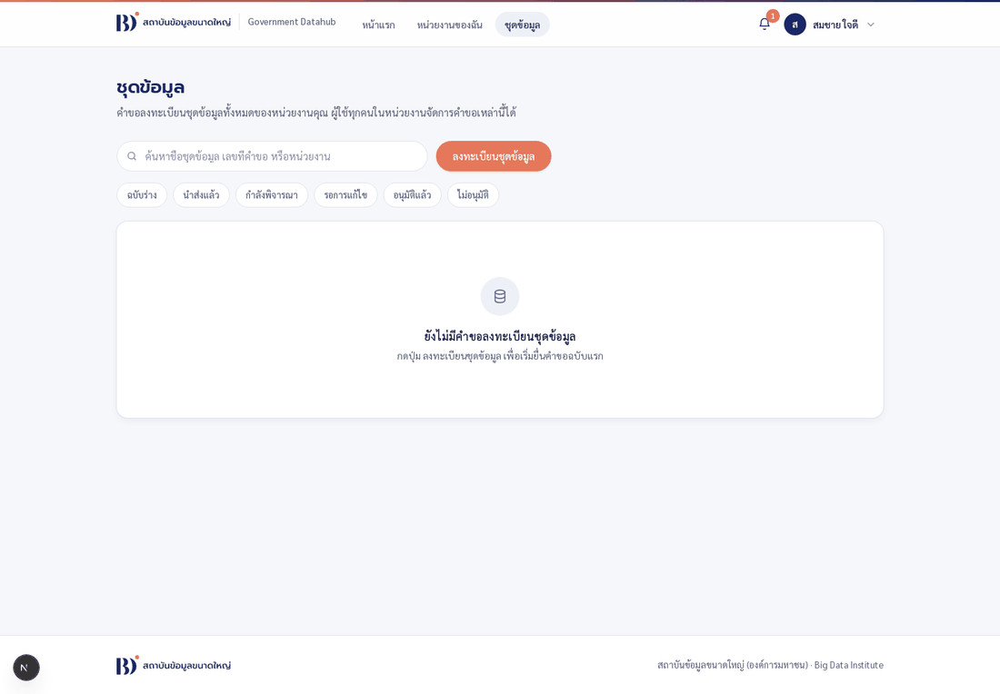 สถาบันข้อมูลขนาดใหญ่
Government Datahub
หน้าแรก
หน่วยงานของฉัน
ชุดข้อมูล
1
ส
สมชาย ใจดี
ชุดข้อมูล
คำขอลงทะเบียนชุดข้อมูลทั้งหมดของหน่วยงานคุณ ผู้ใช้ทุกคนในหน่วยงานจัดการคำขอเหล่านี้ได้
ค้นหาชื่อชุดข้อมูล เลขที่คำขอ หรือหน่วยงาน
ลงทะเบียนชุดข้อมูล
ฉบับร่าง
นำส่งแล้ว
กำลังพิจารณา
รอการแก้ไข
อนุมัติแล้ว
ไม่อนุมัติ
ยังไม่มีคำขอลงทะเบียนชุดข้อมูล
กดปุ่ม ลงทะเบียนชุดข้อมูล เพื่อเริ่มยื่นคำขอฉบับแรก
N
สถาบันข้อมูลขนาดใหญ่
สถาบันข้อมูลขนาดใหญ่ (องค์การมหาชน) · Big Data Institute